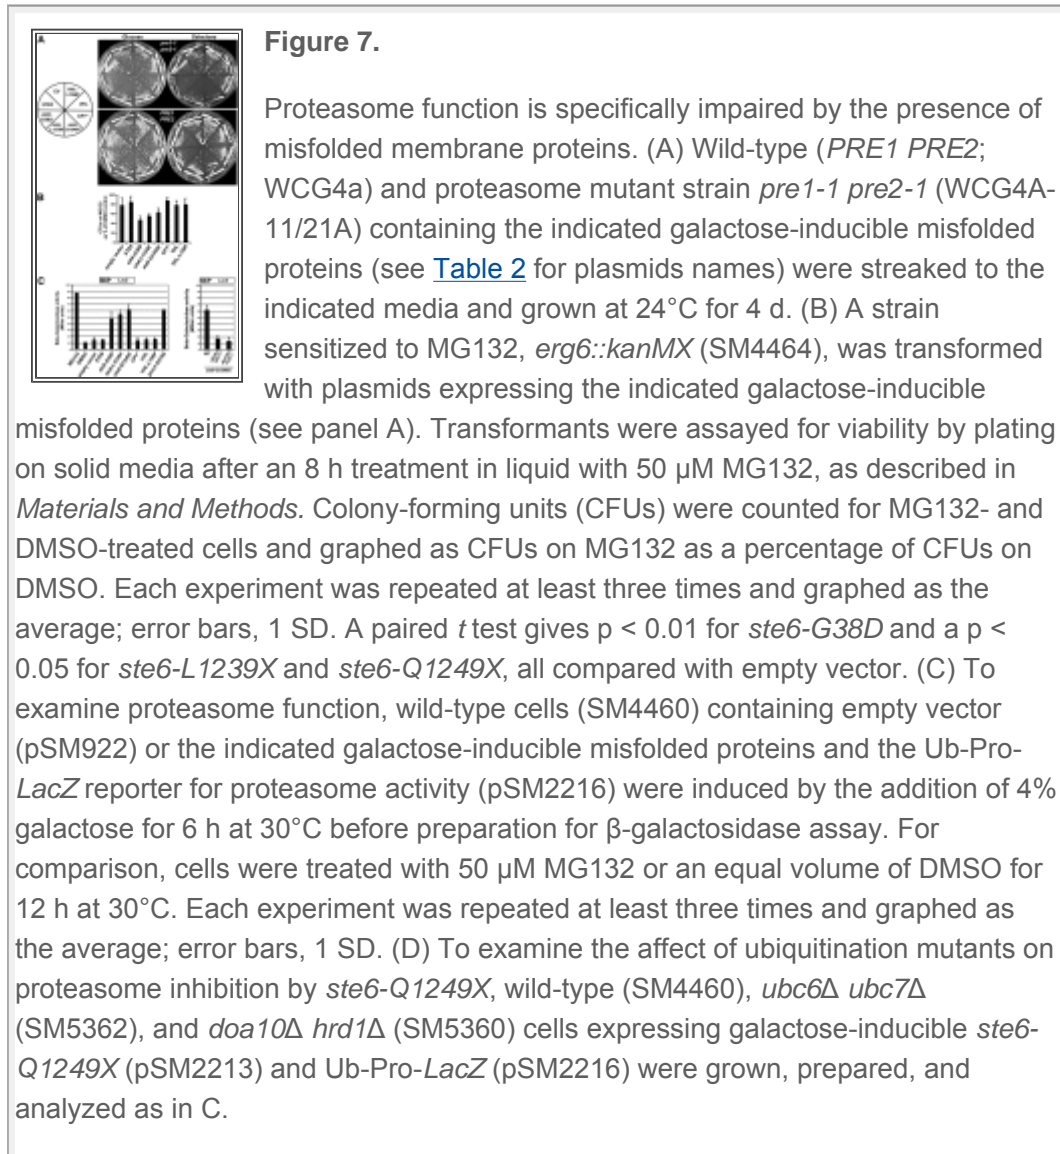 A
Glucose
Galactose
B
C
Figure 7.
Proteasome function is specifically impaired by the presence of
misfolded membrane proteins. (A) Wild-type (PRE1 PRE2;
WCG4a) and proteasome mutant strain pre1-1 pre2-1 (WCG4A-
11/21A) containing the indicated galactose-inducible misfolded
proteins (see Table 2 for plasmids names) were streaked to the
indicated media and grown at 24°C for 4 d. (B) A strain
sensitized to MG132, erg6::kanMX (SM4464), was transformed
with plasmids expressing the indicated galactose-inducible
misfolded proteins (see panel A). Transformants were assayed for viability by plating
on solid media after an 8 h treatment in liquid with 50 μM MG132, as described in
Materials and Methods. Colony-forming units (CFUs) were counted for MG132- and
DMSO-treated cells and graphed as CFUs on MG132 as a percentage of CFUs on
DMSO. Each experiment was repeated at least three times and graphed as the
average; error bars, 1 SD. A paired t test gives p < 0.01 for ste6-G38D and a p <
0.05 for ste6-L1239X and ste6-Q1249X, all compared with empty vector. (C) To
examine proteasome function, wild-type cells (SM4460) containing empty vector
(pSM922) or the indicated galactose-inducible misfolded proteins and the Ub-Pro-
LacZ reporter for proteasome activity (pSM2216) were induced by the addition of 4%
galactose for 6 h at 30°C before preparation for β-galactosidase assay. For
comparison, cells were treated with 50 μM MG132 or an equal volume of DMSO for
12 h at 30°C. Each experiment was repeated at least three times and graphed as
the average; error bars, 1 SD. (D) To examine the affect of ubiquitination mutants on
proteasome inhibition by ste6-Q1249X, wild-type (SM4460), ubc6Δ ubc7Δ
(SM5362), and doa10Δ hrd1Δ (SM5360) cells expressing galactose-inducible ste6-
Q1249X (pSM2213) and Ub-Pro-LacZ (pSM2216) were grown, prepared, and
analyzed as in C.